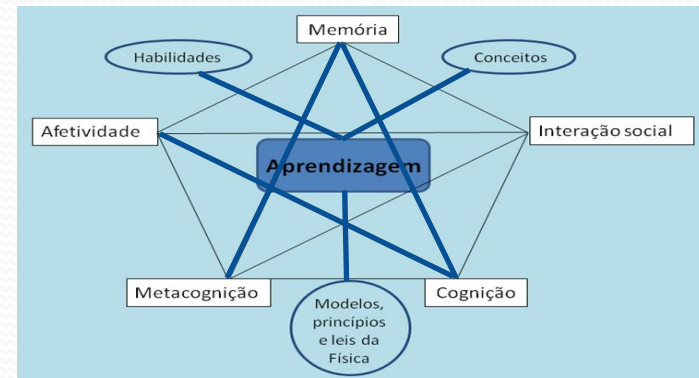 Memória
Habilidades
Conceitos
Afetividade
Interação social
Aprendizagem
Metacognição
Cognição
Modelos,
princípios
e leis da
Física